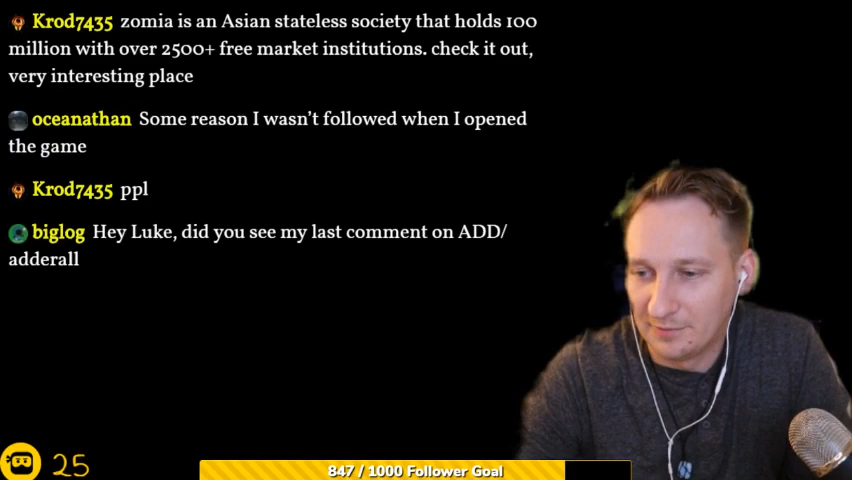 Krod7435 zomia is an Asian stateless society that holds 100
million with over 2500+ free market institutions. check it out,
very interesting place
oceanathan Some reason I wasn't followed when I opened
the game
Krod7435 ppl
biglog Hey Luke, did you see my last comment on ADD/
adderall
25
847 / 1000 Follower Goal